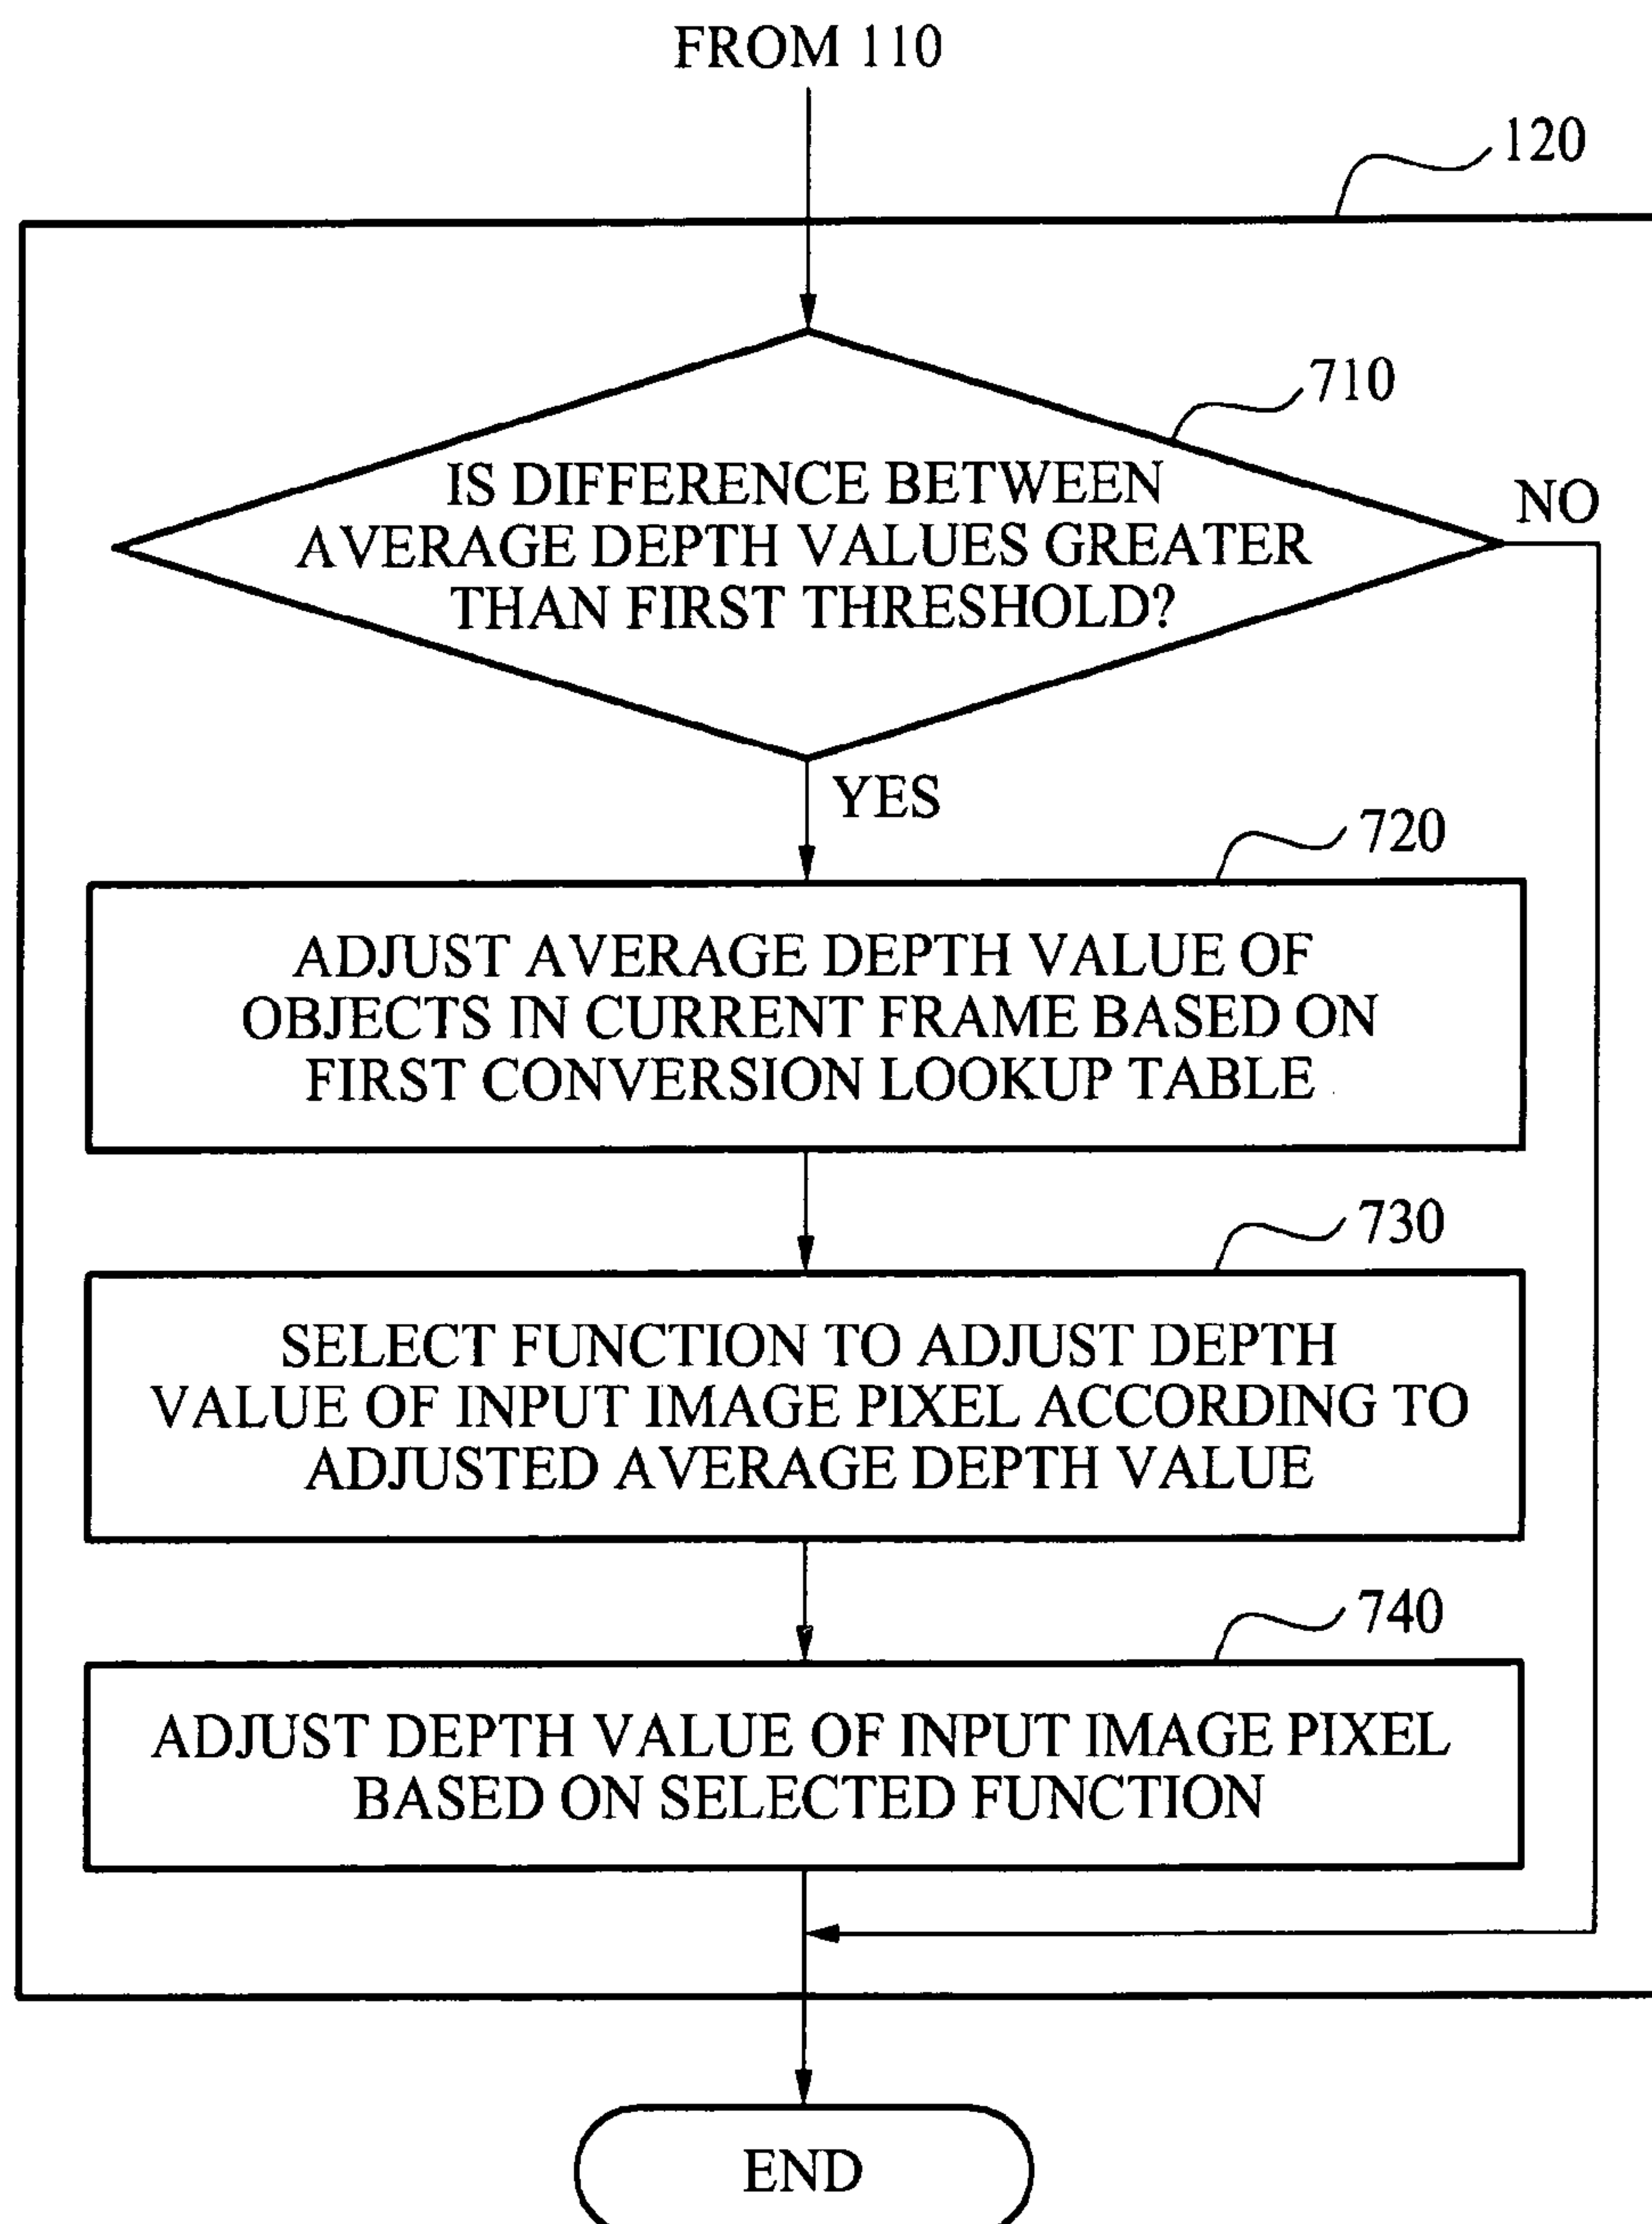 FROM 110
120
710
IS DIFFERENCE BETWEEN
AVERAGE DEPTH VALUES GREATER
THAN FIRST THRESHOLD?
NO
YES
720
ADJUST AVERAGE DEPTH VALUE OF
OBJECTS IN CURRENT FRAME BASED ON
FIRST CONVERSION LOOKUP TABLE
730
SELECT FUNCTION TO ADJUST DEPTH
VALUE OF INPUT IMAGE PIXEL ACCORDING TO
ADJUSTED AVERAGE DEPTH VALUE
740
ADJUST DEPTH VALUE OF INPUT IMAGE PIXEL
BASED ON SELECTED FUNCTION
END